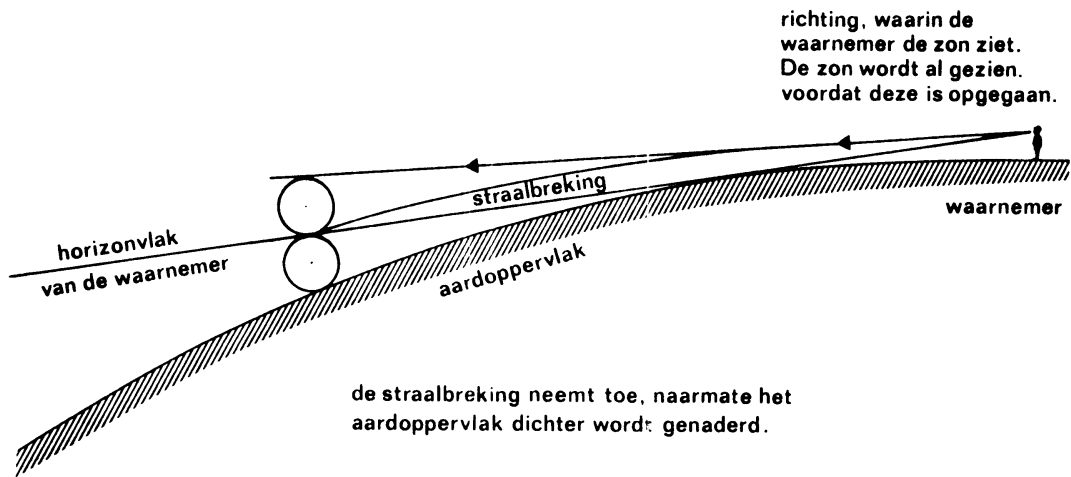 richting, waarin de
waarnemer de zon ziet.
De zon wordt al gezien.
voordat deze is opgegaan.
straalbreking
waarnemer
horizonvlak
van de waarnemer
aardoppervlak
de straalbreking neemt toe, naarmate het
aardoppervlak dichter wordt genaderd.